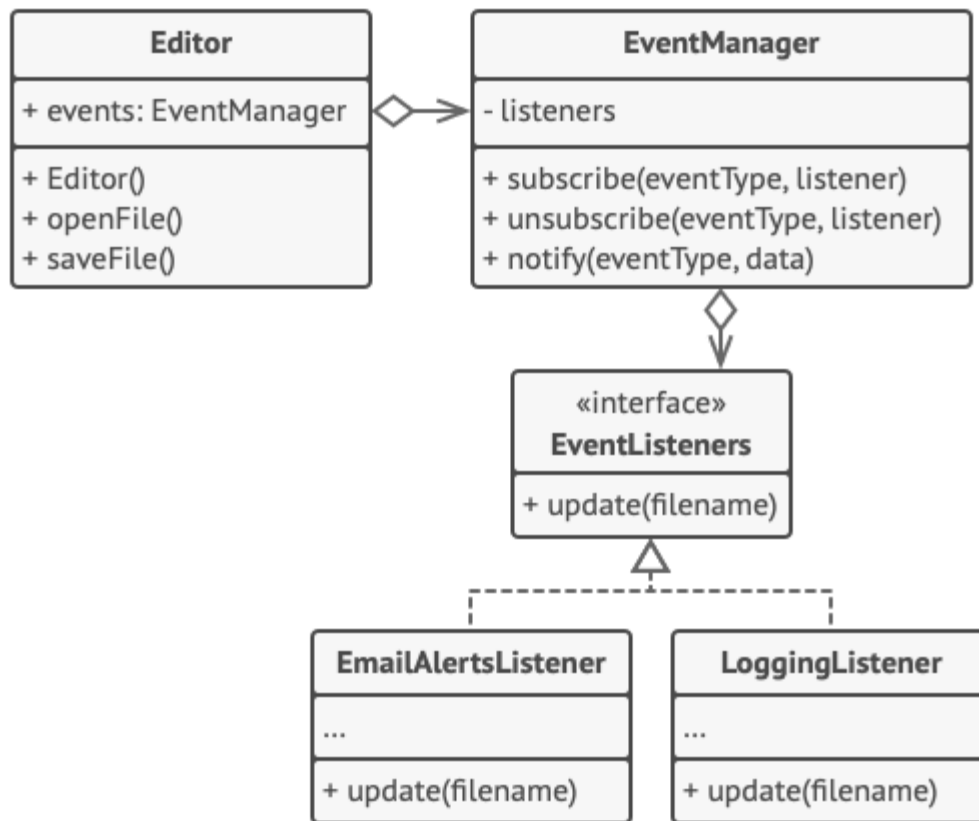 Editor
+ events: EventManager
+ Editor()
+ openFile()
+ saveFile()
EventManager
- listeners
+ subscribe(eventType, listener)
+ unsubscribe(eventType, listener)
+ notify(eventType, data)
«interface»
EventListeners
+ update(filename)
EmailAlertsListener
...
+ update(filename)
LoggingListener
...
+ update(filename)